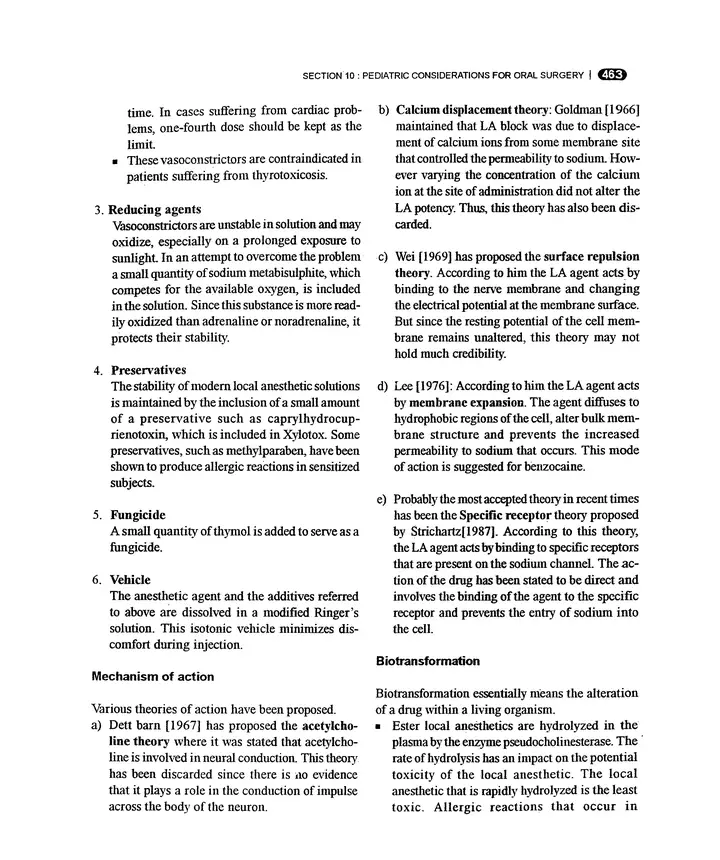 SECTION 10 : PEDIATRIC CONSIDERATIONS FOR ORAL SURGERY | 463
time. In cases suffering from cardiac prob-
lems, one-fourth dose should be kept as the
limit.
▪ These vasoconstrictors are contraindicated in
patients suffering from thyrotoxicosis.
3. Reducing agents
Vasoconstrictors are unstable in solution and may
oxidize, especially on a prolonged exposure to
sunlight. In an attempt to overcome the problem
a small quantity of sodium metabisulphite, which
competes for the available oxygen, is included
in the solution. Since this substance is more read-
ily oxidized than adrenaline or noradrenaline, it
protects their stability.
4. Preservatives
The stability of modern local anesthetic solutions
is maintained by the inclusion of a small amount
of a preservative such as caprylhydrocup-
rienotoxin, which is included in Xylotox. Some
preservatives, such as methylparaben, have been
shown to produce allergic reactions in sensitized
subjects.
5. Fungicide
A small quantity of thymol is added to serve as a
fungicide.
6. Vehicle
The anesthetic agent and the additives referred
to above are dissolved in a modified Ringer's
solution. This isotonic vehicle minimizes dis-
comfort during injection.
Mechanism of action
Various theories of action have been proposed.
a) Dett barn [1967] has proposed the acetylcho-
line theory where it was stated that acetylcho-
line is involved in neural conduction. This theory
has been discarded since there is no evidence
that it plays a role in the conduction of impulse
across the body of the neuron.
b) Calcium displacement theory: Goldman [1966]
maintained that LA block was due to displace-
ment of calcium ions from some membrane site
that controlled the permeability to sodium. How-
ever varying the concentration of the calcium
ion at the site of administration did not alter the
LA potency. Thus, this theory has also been dis-
carded.
c) Wei [1969] has proposed the surface repulsion
theory. According to him the LA agent acts by
binding to the nerve membrane and changing
the electrical potential at the membrane surface.
But since the resting potential of the cell mem-
brane remains unaltered, this theory may not
hold much credibility.
d) Lee [1976]: According to him the LA agent acts
by membrane expansion. The agent diffuses to
hydrophobic regions of the cell, alter bulk mem-
brane structure and prevents the increased
permeability to sodium that occurs. This mode
of action is suggested for benzocaine.
e) Probably the most accepted theory in recent times
has been the Specific receptor theory proposed
by Strichartz[1987]. According to this theory,
the LA agent acts by binding to specific receptors
that are present on the sodium channel. The ac-
tion of the drug has been stated to be direct and
involves the binding of the agent to the specific
receptor and prevents the entry of sodium into
the cell.
Biotransformation
Biotransformation essentially means the alteration
of a drug within a living organism.
▪ Ester local anesthetics are hydrolyzed in the
plasma by the enzyme pseudocholinesterase. The
rate of hydrolysis has an impact on the potential
toxicity of the local anesthetic. The local
anesthetic that is rapidly hydrolyzed is the least
toxic. Allergic reactions that occur in